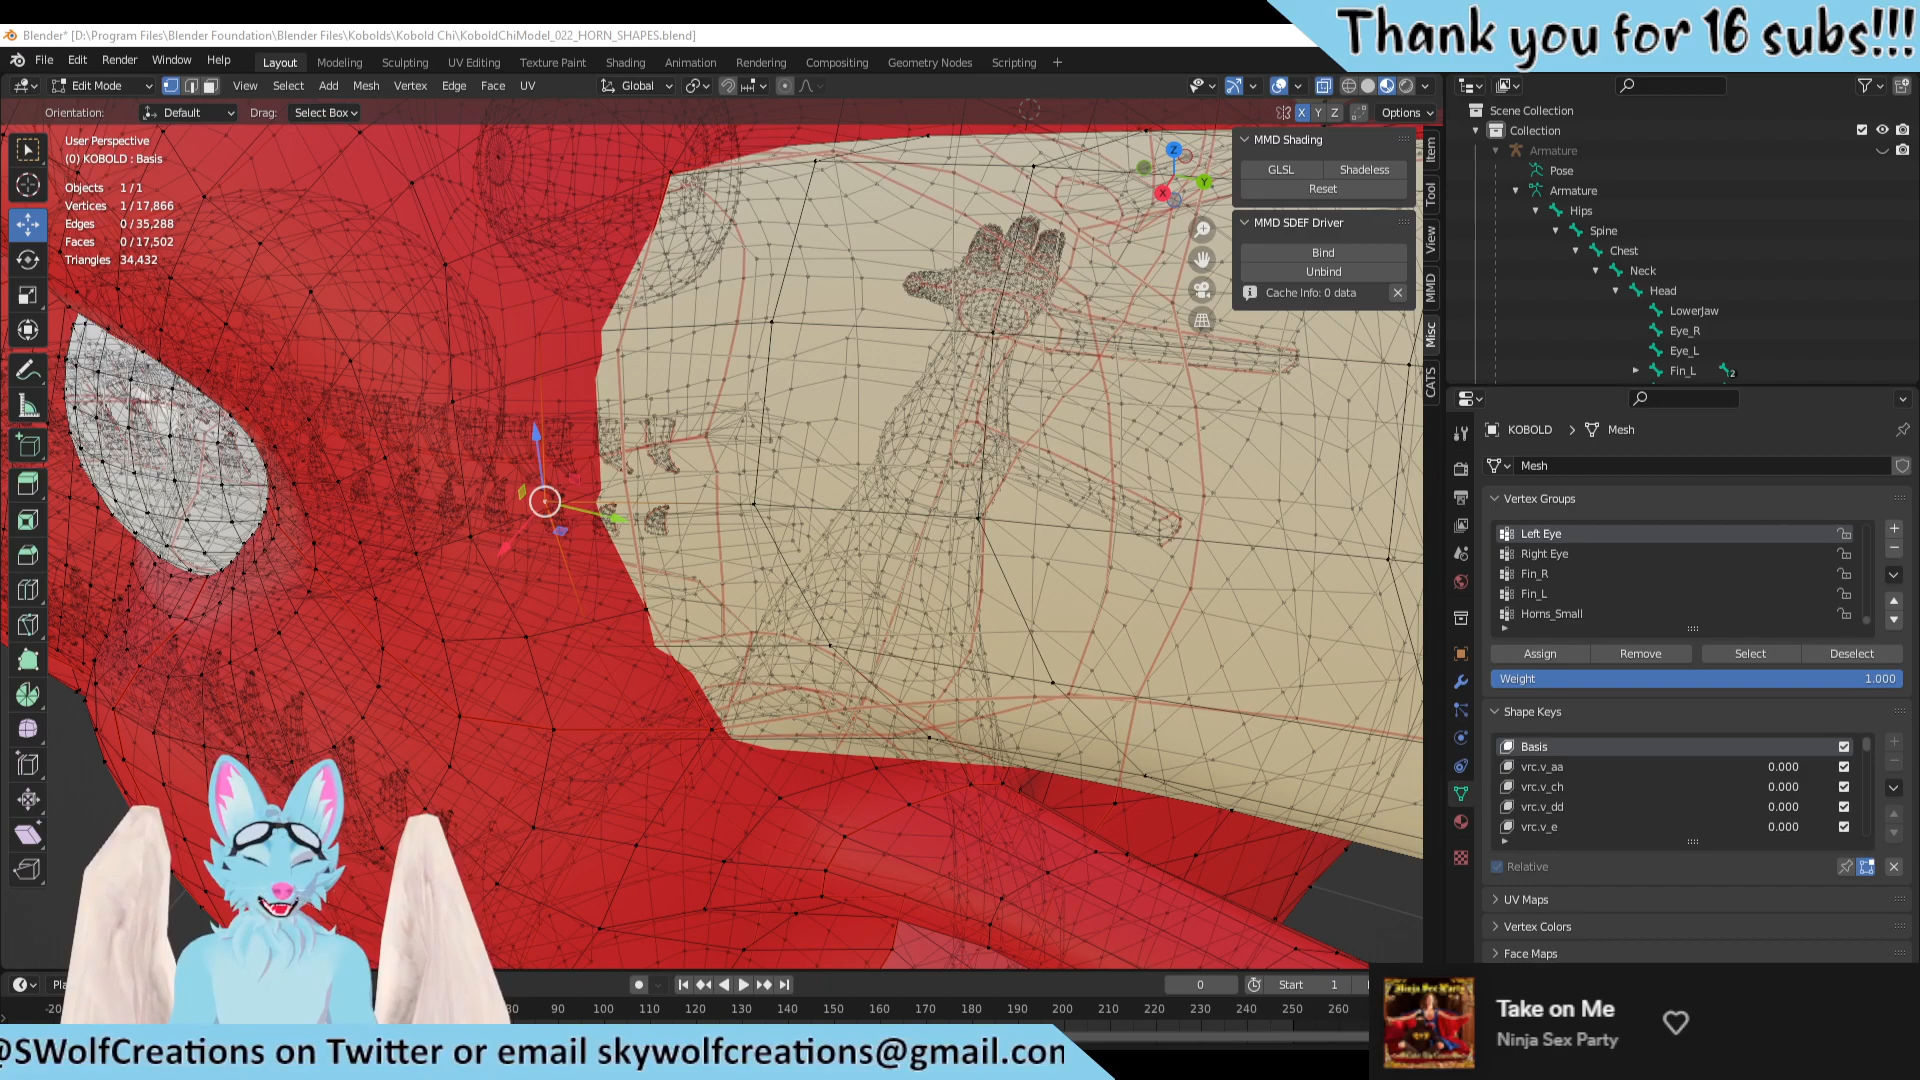 Thank you for 16 subs!!!
Blender* [D:\Program Files\Blender Foundation\Blender Files\Kobolds\Kobold Chi\KoboldChiModel_022_HORN_SHAPES.blend]
File Edit Render Window Help Layout Modeling Sculpting UV Editing Texture Paint Shading Animation Rendering Compositing Geometry Nodes Scripting +
Edit Mode View Select Add Mesh Vertex Edge Face UV Global
Orientation: Default Drag: Select Box X Y Z Options
User Perspective
(0) KOBOLD : Basis
Objects 1 / 1
Vertices 1 / 17,866
Edges 0 / 35,288
Faces 0 / 17,502
Triangles 34,432
Z
Y
X
MMD Shading
GLSL Shadeless
Reset
MMD SDEF Driver
Bind
Unbind
Cache Info: 0 data
Item
Tool
View
MMD
Misc
CATS
Scene Collection
Collection
Armature
Pose
Armature
Hips
Spine
Chest
Neck
Head
LowerJaw
Eye_R
Eye_L
Fin_L 2
KOBOLD > Mesh
Mesh
Vertex Groups
Left Eye
Right Eye
Fin_R
Fin_L
Horns_Small
Assign Remove Select Deselect
Weight 1.000
Shape Keys
Basis
vrc.v_aa 0.000
vrc.v_ch 0.000
vrc.v_dd 0.000
vrc.v_e 0.000
Relative
UV Maps
Vertex Colors
Face Maps
0 Start 1
-20 80 90 100 110 120 130 140 150 160 170 180 190 200 210 220 230 240 250 260
@SWolfCreations on Twitter or email skywolfcreations@gmail.con
Ninja Sex Party
Take on Me
Ninja Sex Party